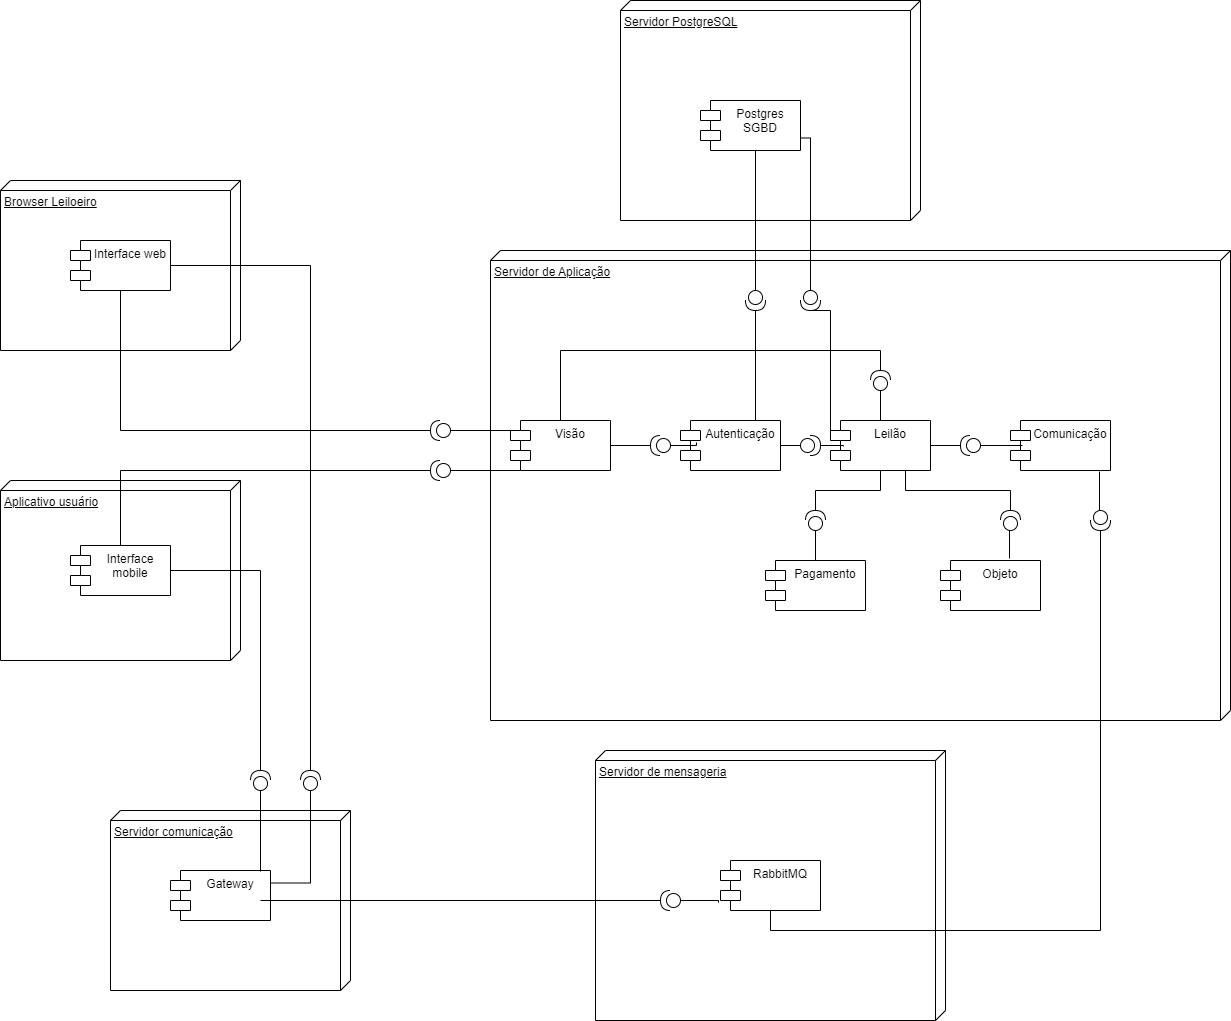 Servidor PostgreSQL
Postgres
SGBD
Browser Leiloeiro
Interface web
Servidor de Aplicação
Visão
Autenticação
Leilão
Comunicação
Aplicativo usuário
Interface
mobile
Pagamento
Objeto
Servidor de mensageria
Servidor comunicação
RabbitMQ
Gateway